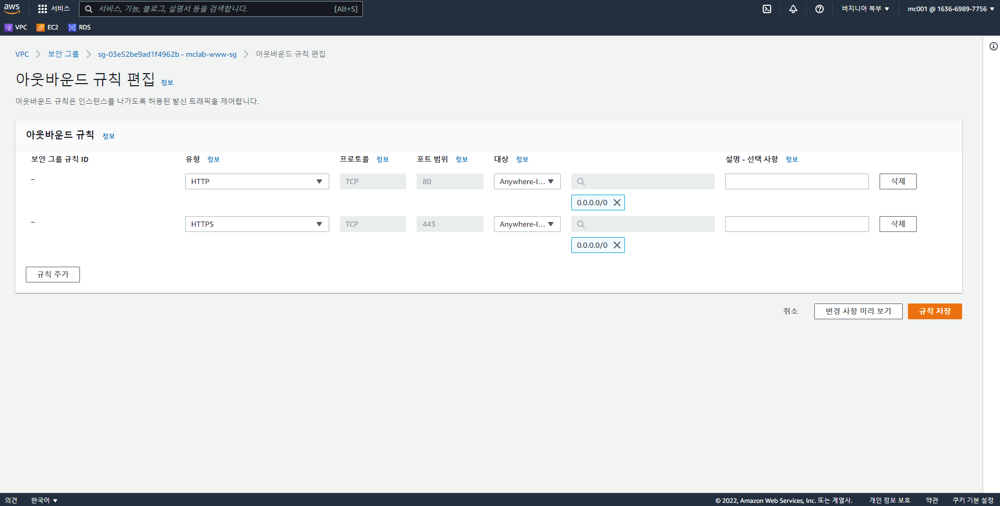 aws 서비스 서비스, 기능, 블로그, 설명서 등을 검색합니다. [Alt+S] 버지니아 북부 ▼ mc001 @ 1636-6989-7756 ▼
VPC EC2 RDS
VPC > 보안 그룹 > sg-03e52be9ad1f4962b - mclab-www-sg > 아웃바운드 규칙 편집
아웃바운드 규칙 편집 정보
아웃바운드 규칙은 인스턴스를 나가도록 허용된 발신 트래픽을 제어합니다.
아웃바운드 규칙 정보
보안 그룹 규칙 ID 유형 정보 프로토콜 정보 포트 범위 정보 대상 정보 설명 - 선택 사항 정보
– HTTP TCP 80 Anywhere-I... 삭제
0.0.0.0/0
– HTTPS TCP 443 Anywhere-I... 삭제
0.0.0.0/0
규칙 추가
취소 변경 사항 미리 보기 규칙 저장
의견 한국어 ▼ © 2022, Amazon Web Services, Inc. 또는 계열사. 개인 정보 보호 약관 쿠키 기본 설정